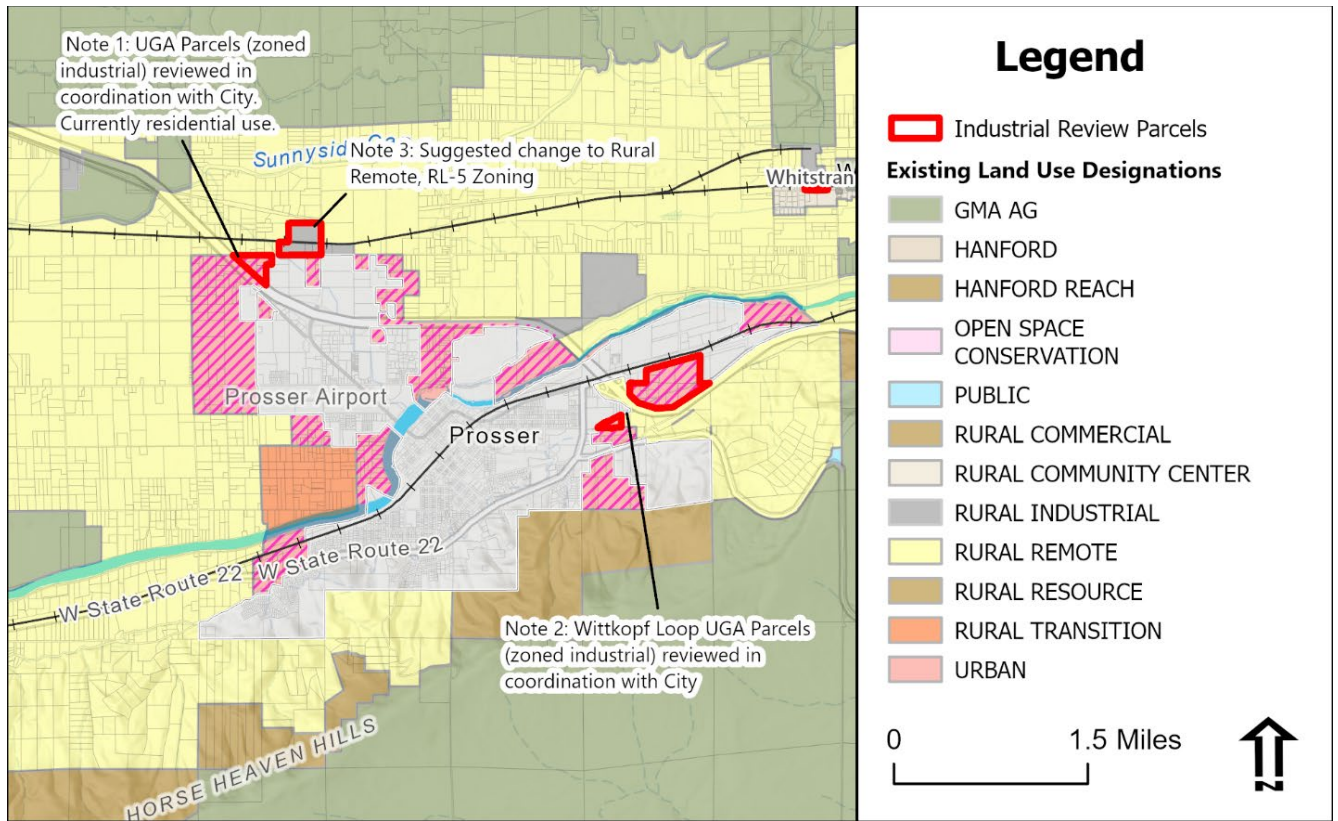 Note 1: UGA Parcels (zoned
industrial) reviewed in
coordination with City.
Currently residential use.
Sunnysid
Note 3: Suggested change to Rural
Remote, RL-5 Zoning
Whitstran
Prosser Airport
Prosser
W State Route 22 W State Route 22
Note 2: Wittkopf Loop UGA Parcels
(zoned industrial) reviewed in
coordination with City
HORSE HEAVEN HILLS
Legend
Industrial Review Parcels
Existing Land Use Designations
GMA AG
HANFORD
HANFORD REACH
OPEN SPACE
CONSERVATION
PUBLIC
RURAL COMMERCIAL
RURAL COMMUNITY CENTER
RURAL INDUSTRIAL
RURAL REMOTE
RURAL RESOURCE
RURAL TRANSITION
URBAN
0 1.5 Miles
N